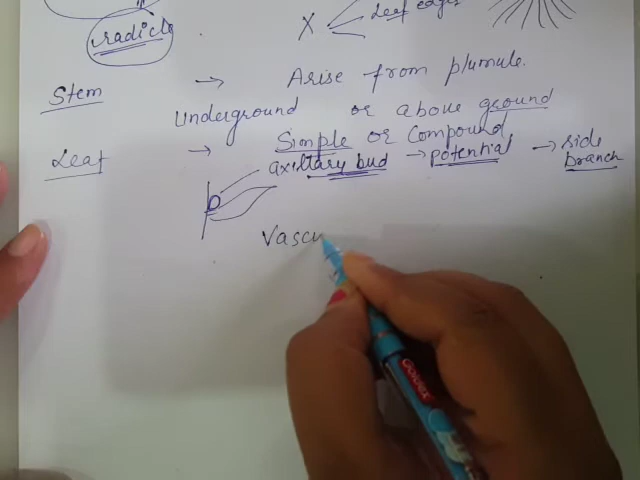 Leaf edges
radicle
X
Stem → Arise from plumule.
Underground or above ground
Leaf → Simple or Compound
axillary bud → potential → side branch
Vascu
Goldex